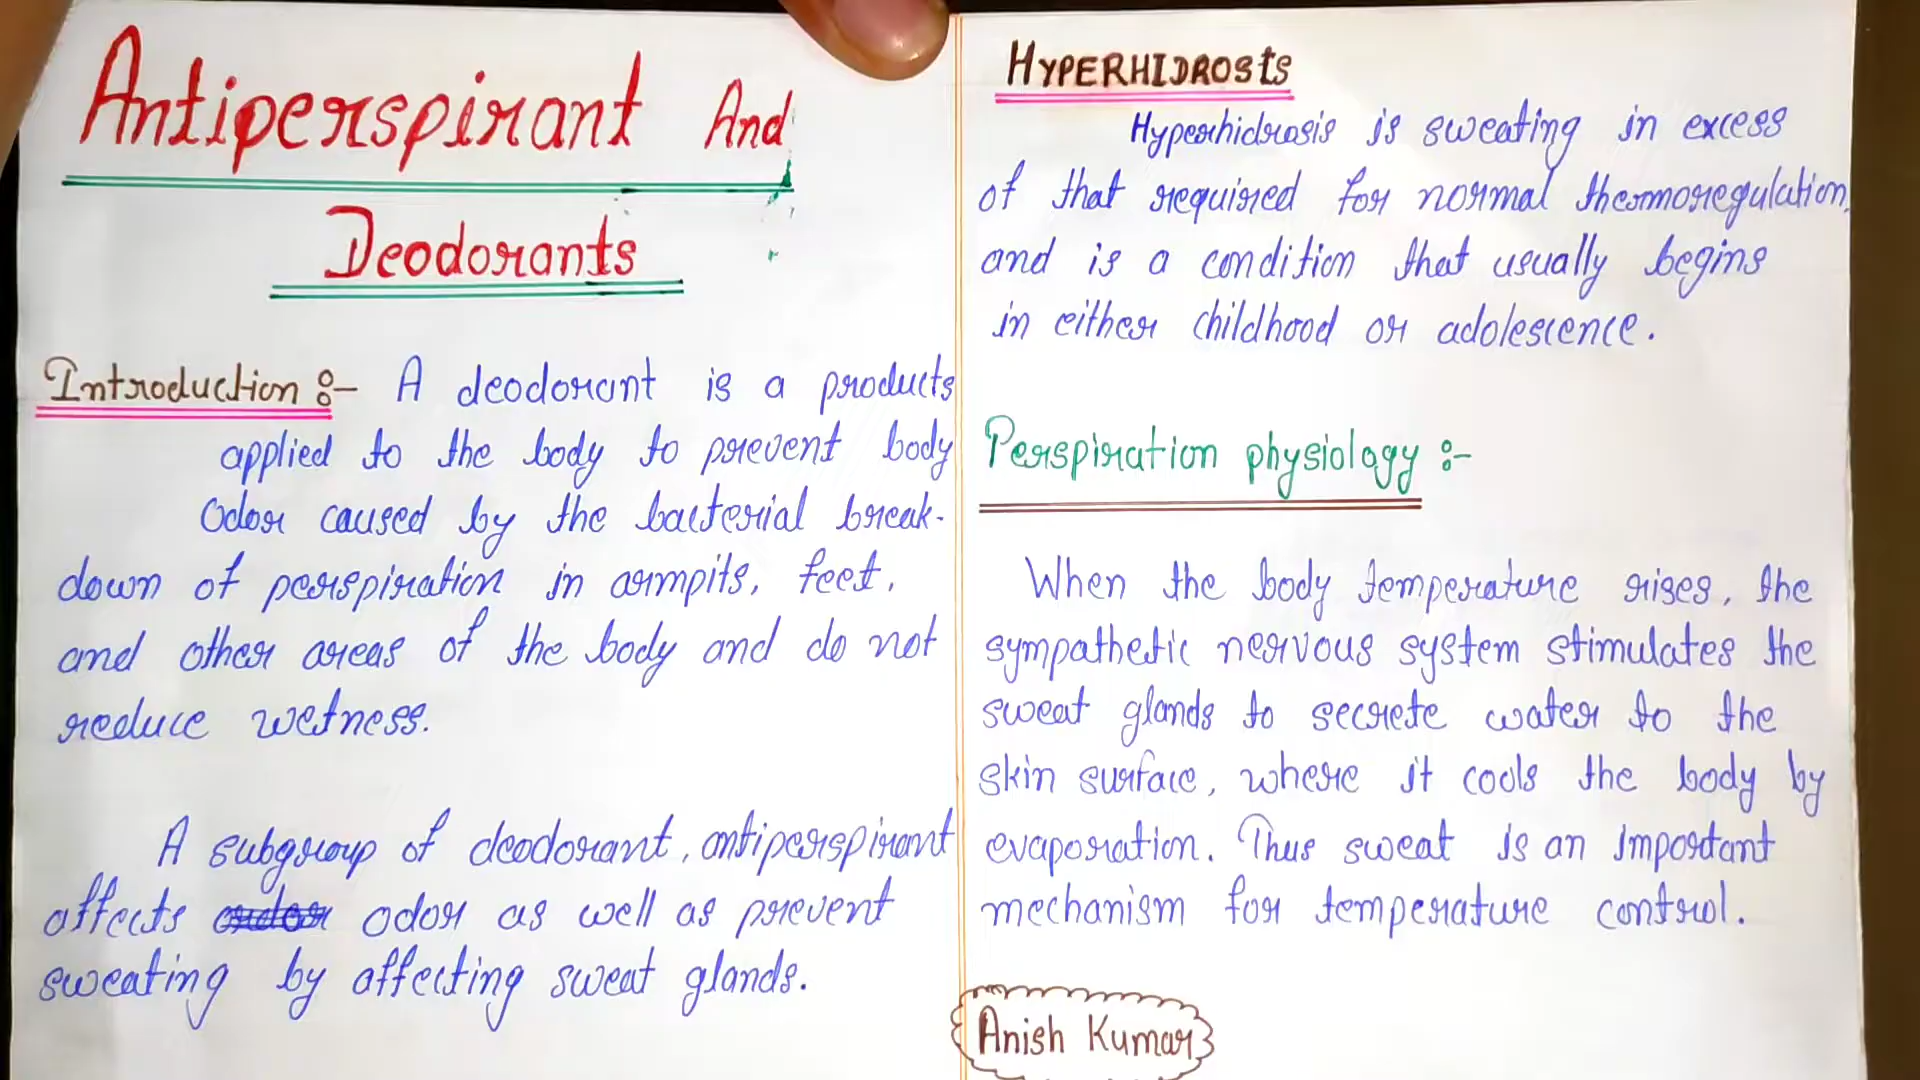 Antiperspirant And
Deodorants
Introduction :- A deodorant is a products
applied to the body to prevent body
Odor caused by the bacterial break-
down of perspiration in armpits, feet,
and other areas of the body and do not
reduce wetness.
A subgroup of deodorant, antiperspirant
affects odor as well as prevent
sweating by affecting sweat glands.
HYPERHIDROSIS
Hyperhidrosis is sweating in excess
of that required for normal thermoregulation,
and is a condition that usually begins
in either childhood or adolescence.
Perspiration physiology :-
When the body temperature rises, the
sympathetic nervous system stimulates the
sweat glands to secrete water to the
skin surface, where it cools the body by
evaporation. Thus sweat is an important
mechanism for temperature control.
Anish Kumar